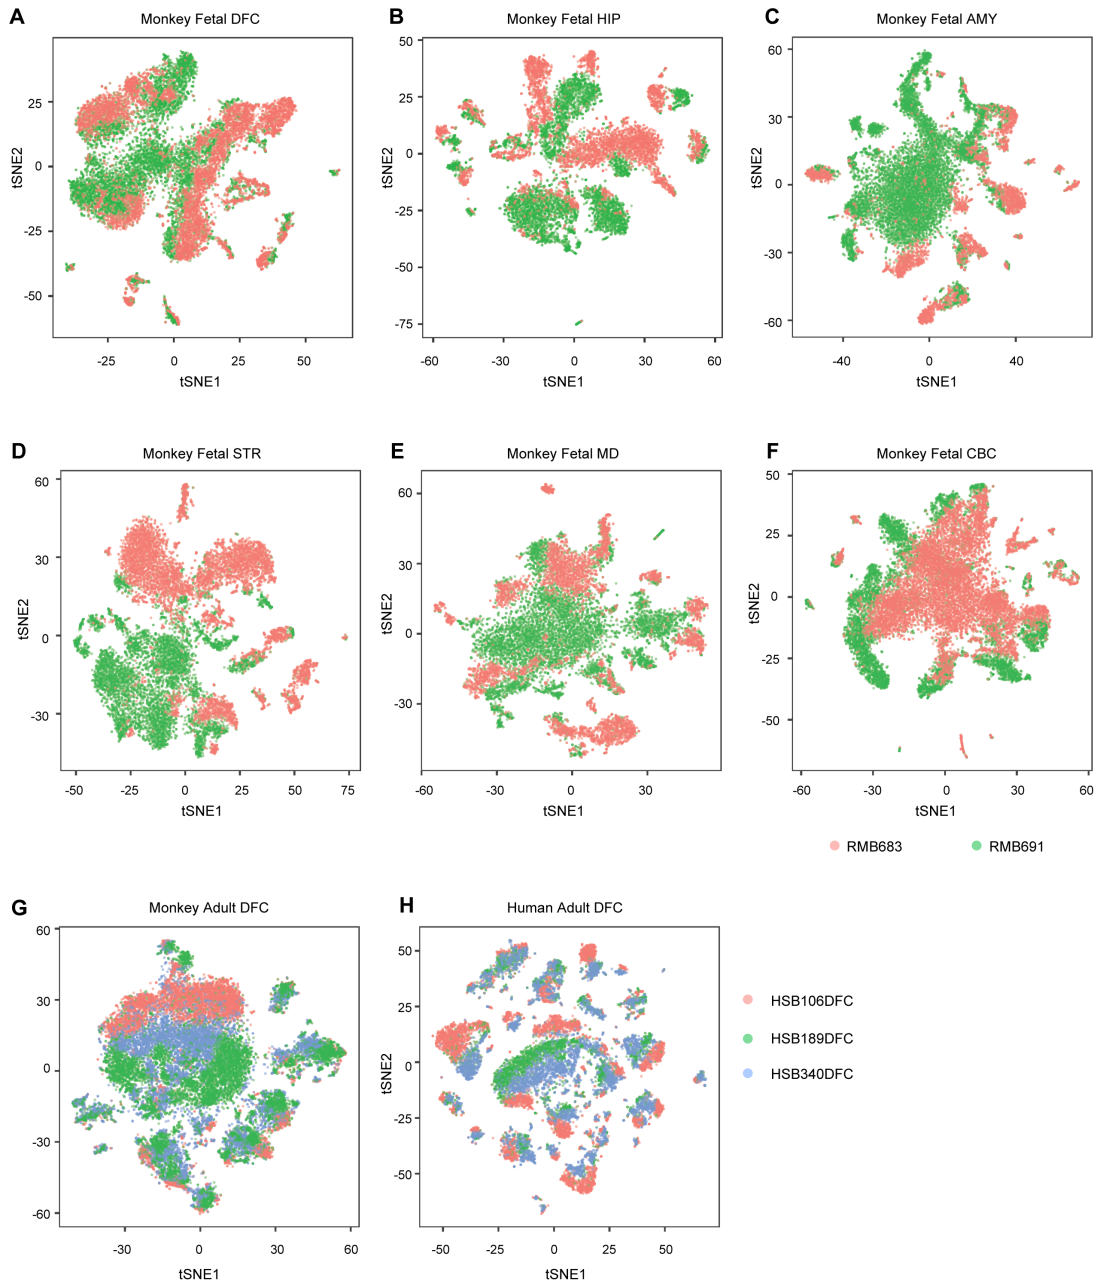 A
Monkey Fetal DFC
25
0
-25
-50
tSNE2
-25
0
25
50
tSNE1
B
Monkey Fetal HIP
50
25
0
-25
-50
-75
tSNE2
-60
-30
0
30
60
tSNE1
C
Monkey Fetal AMY
60
30
0
-30
-60
tSNE2
-40
0
40
tSNE1
D
Monkey Fetal STR
60
30
0
-30
tSNE2
-50
-25
0
25
50
75
tSNE1
E
Monkey Fetal MD
60
30
0
-30
tSNE2
-60
-30
0
30
tSNE1
F
Monkey Fetal CBC
50
25
0
-25
-50
tSNE2
-60
-30
0
30
60
tSNE1
RMB683
RMB691
G
Monkey Adult DFC
60
30
0
-30
-60
tSNE2
-30
0
30
60
tSNE1
H
Human Adult DFC
50
25
0
-25
-50
tSNE2
-50
-25
0
25
50
tSNE1
HSB106DFC
HSB189DFC
HSB340DFC